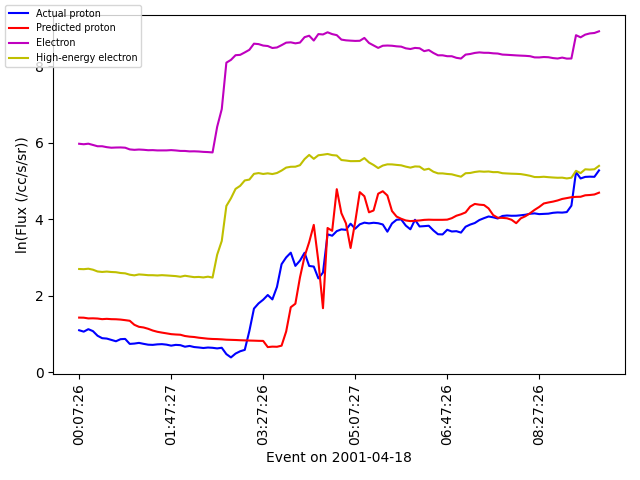 Actual proton
Predicted proton
Electron
High-energy electron
8
6
4
2
0
ln(Flux (/cc/s/sr))
00:07:26
01:47:27
03:27:26
05:07:27
06:47:26
08:27:26
Event on 2001-04-18